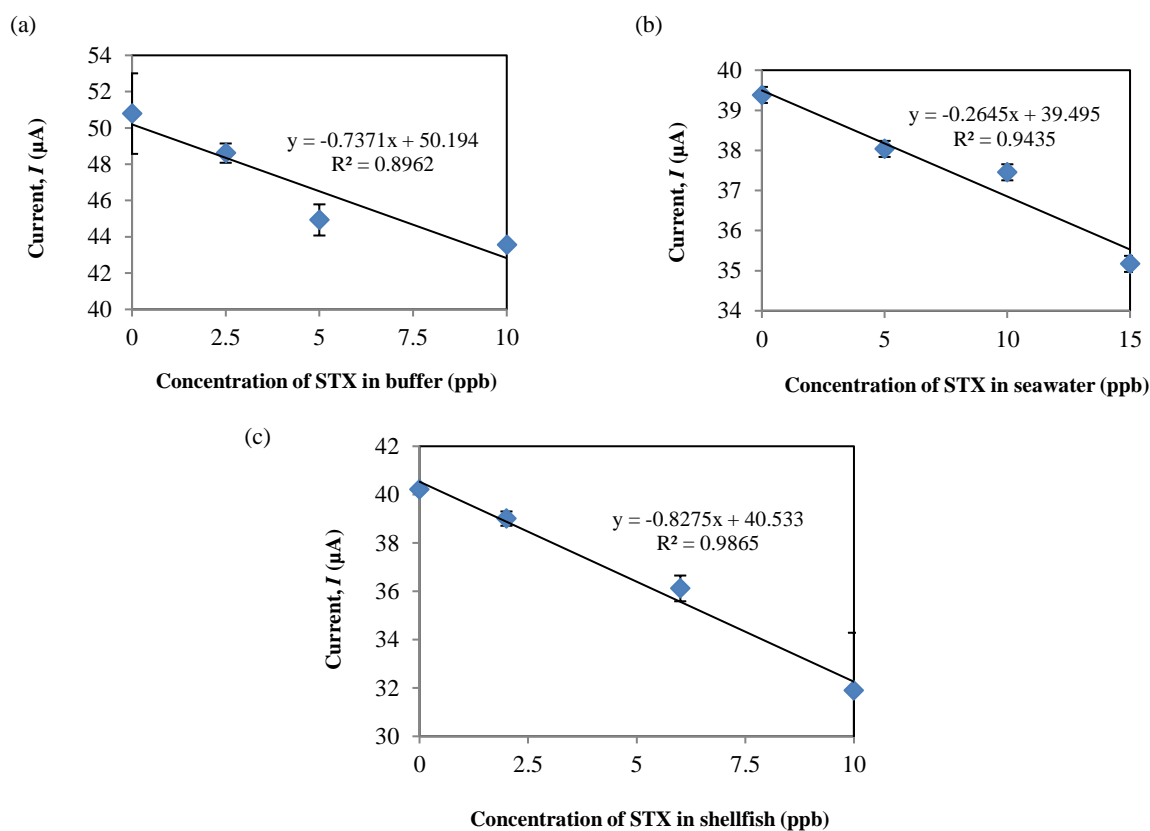 (a)
54
52
50
48
46
44
42
40
Current, I (µA)
y = -0.7371x + 50.194
R² = 0.8962
0 2.5 5 7.5 10
Concentration of STX in buffer (ppb)
(b)
40
39
38
37
36
35
34
Current, I (µA)
y = -0.2645x + 39.495
R² = 0.9435
0 5 10 15
Concentration of STX in seawater (ppb)
(c)
42
40
38
36
34
32
30
Current, I (µA)
y = -0.8275x + 40.533
R² = 0.9865
0 2.5 5 7.5 10
Concentration of STX in shellfish (ppb)